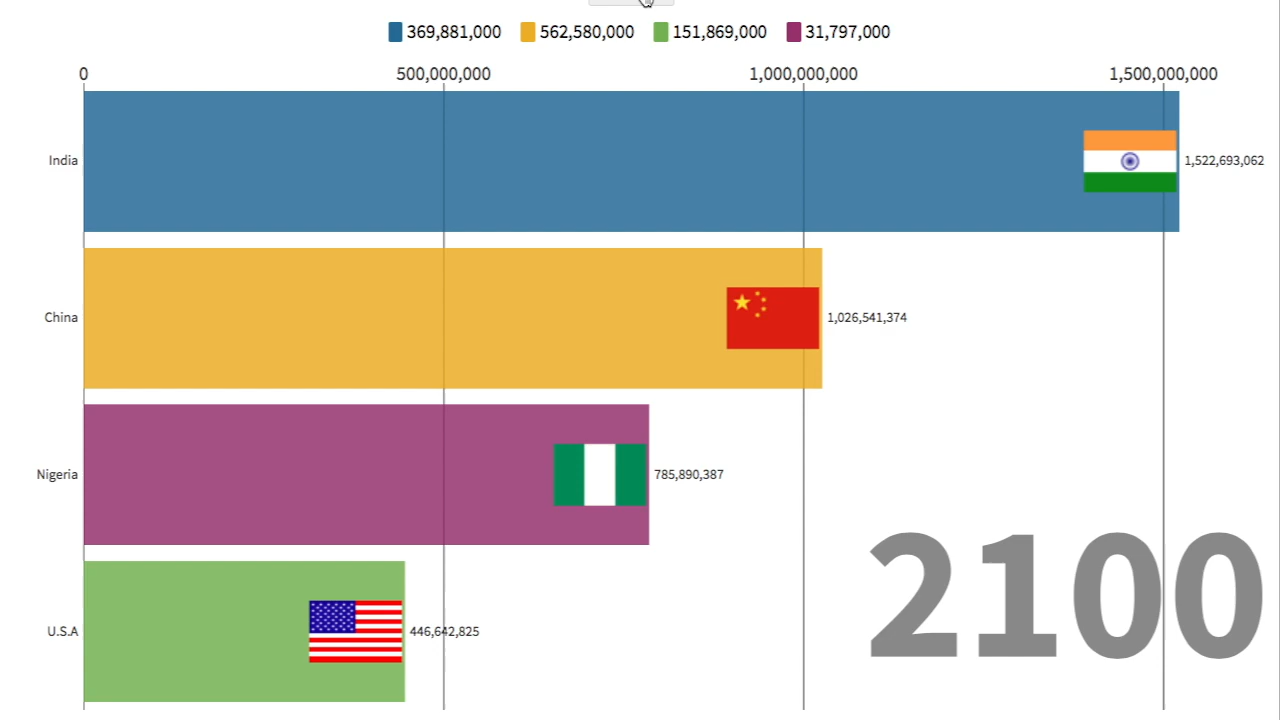 369,881,000 562,580,000 151,869,000 31,797,000
0 500,000,000 1,000,000,000 1,500,000,000
India 1,522,693,062
China 1,026,541,374
Nigeria 785,890,387
U.S.A 446,642,825
2100